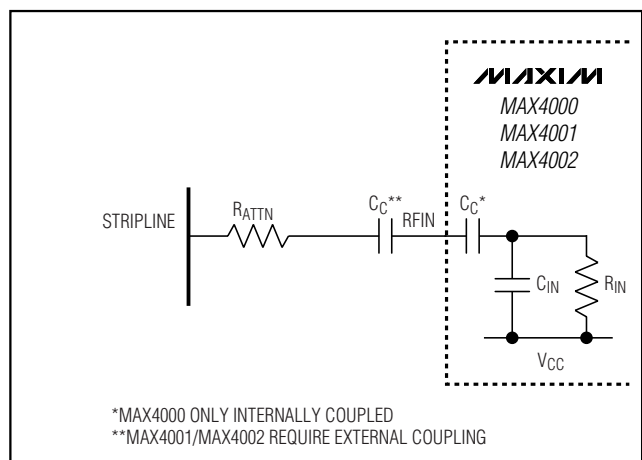 MAXIM
MAX4000
MAX4001
MAX4002
STRIPLINE
RATTN
CC**
RFIN
CC*
CIN
RIN
VCC
*MAX4000 ONLY INTERNALLY COUPLED
**MAX4001/MAX4002 REQUIRE EXTERNAL COUPLING